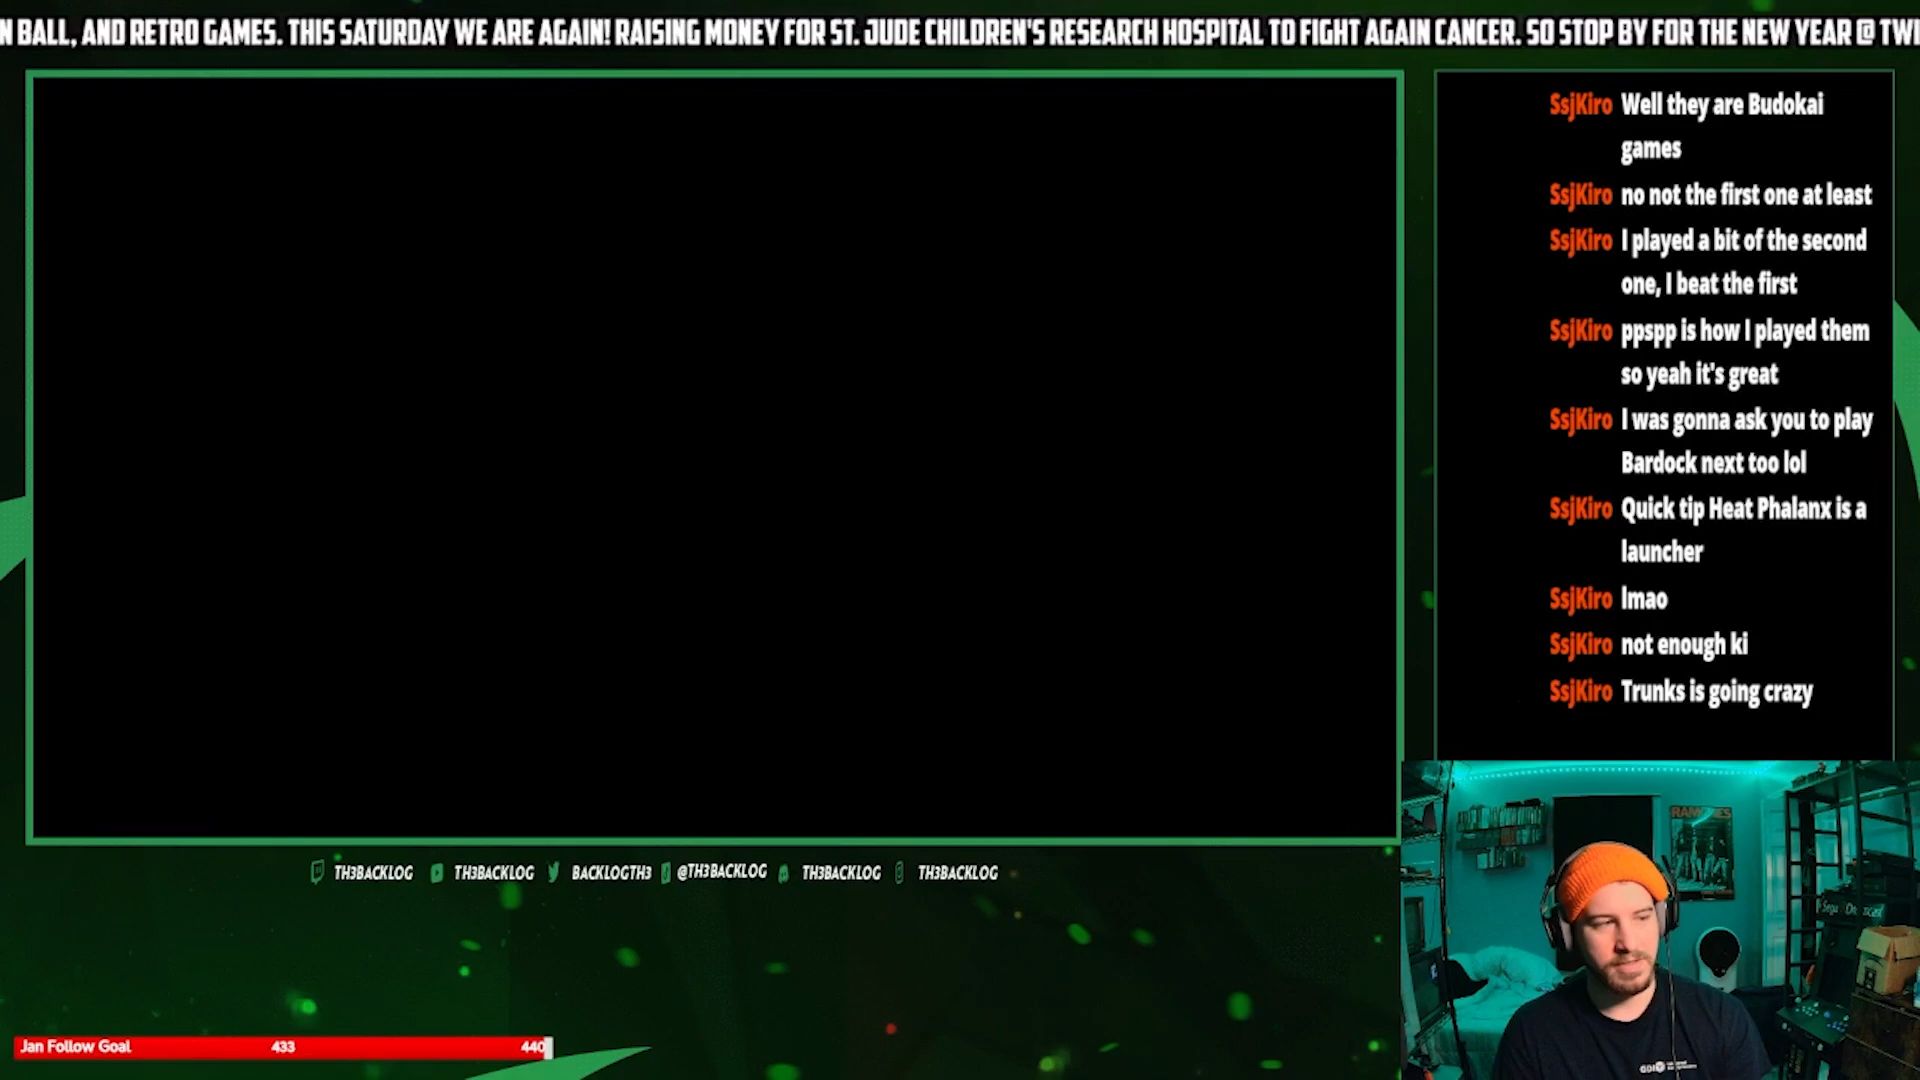 N BALL, AND RETRO GAMES. THIS SATURDAY WE ARE AGAIN! RAISING MONEY FOR ST. JUDE CHILDREN'S RESEARCH HOSPITAL TO FIGHT AGAIN CANCER. SO STOP BY FOR THE NEW YEAR @ TWI
SsjKiro Well they are Budokai
games
SsjKiro no not the first one at least
SsjKiro I played a bit of the second
one, I beat the first
SsjKiro ppspp is how I played them
so yeah it's great
SsjKiro I was gonna ask you to play
Bardock next too lol
SsjKiro Quick tip Heat Phalanx is a
launcher
SsjKiro lmao
SsjKiro not enough ki
SsjKiro Trunks is going crazy
TH3BACKLOG TH3BACKLOG BACKLOGTH3 @TH3BACKLOG TH3BACKLOG TH3BACKLOG
Jan Follow Goal 433 440